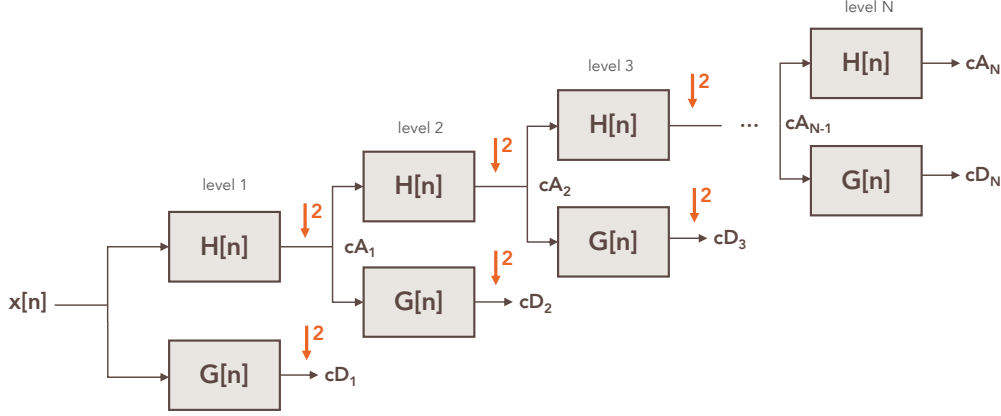 level N
H[n]
cA_N
level 3
2
H[n]
...
cA_{N-1}
level 2
2
H[n]
cA_2
G[n]
cD_N
level 1
2
H[n]
cA_1
2
G[n]
cD_3
x[n]
2
G[n]
cD_2
2
G[n]
cD_1